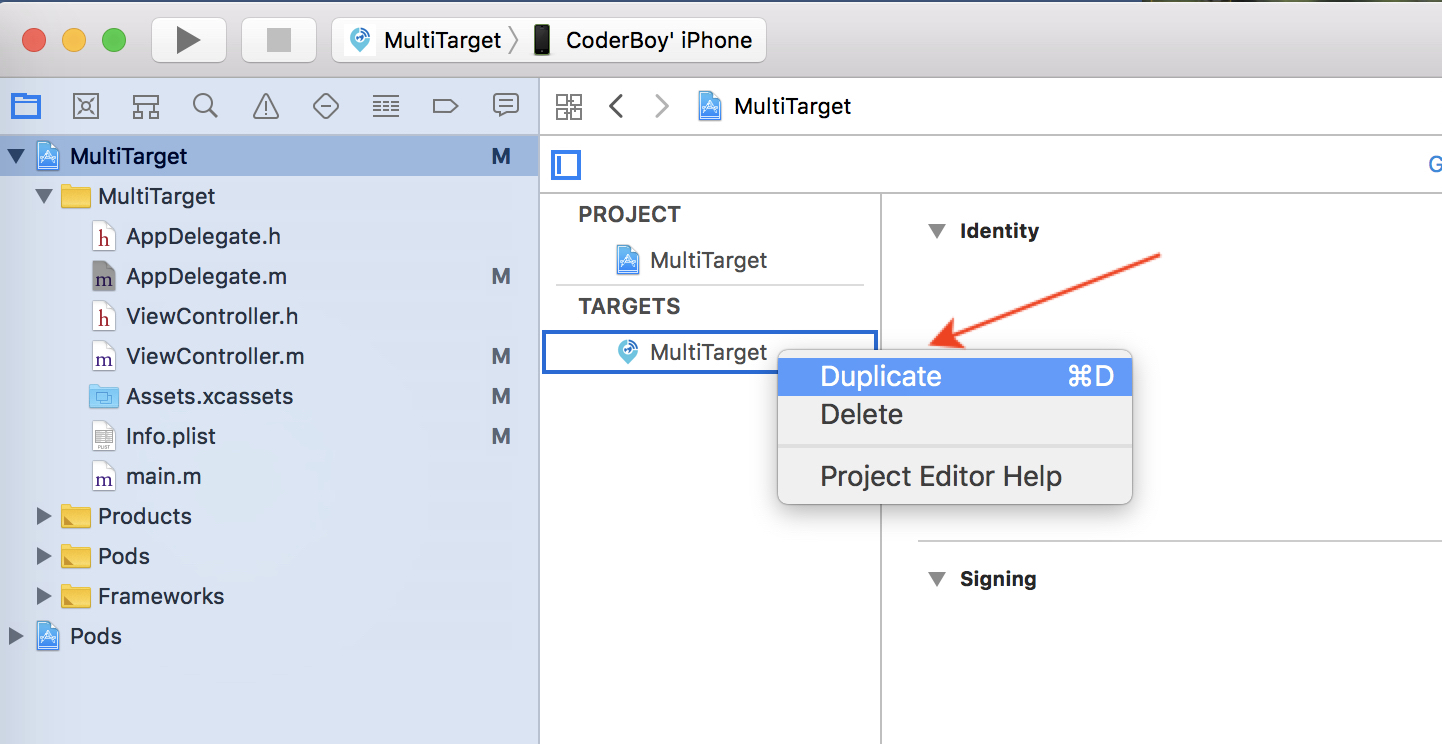 MultiTarget
CoderBoy' iPhone
MultiTarget
MultiTarget M
MultiTarget
h AppDelegate.h
m AppDelegate.m M
h ViewController.h
m ViewController.m M
Assets.xcassets M
PLIST Info.plist M
m main.m
Products
Pods
Frameworks
Pods
G
PROJECT
MultiTarget
TARGETS
MultiTarget
Duplicate ⌘D
Delete
Project Editor Help
Identity
Signing